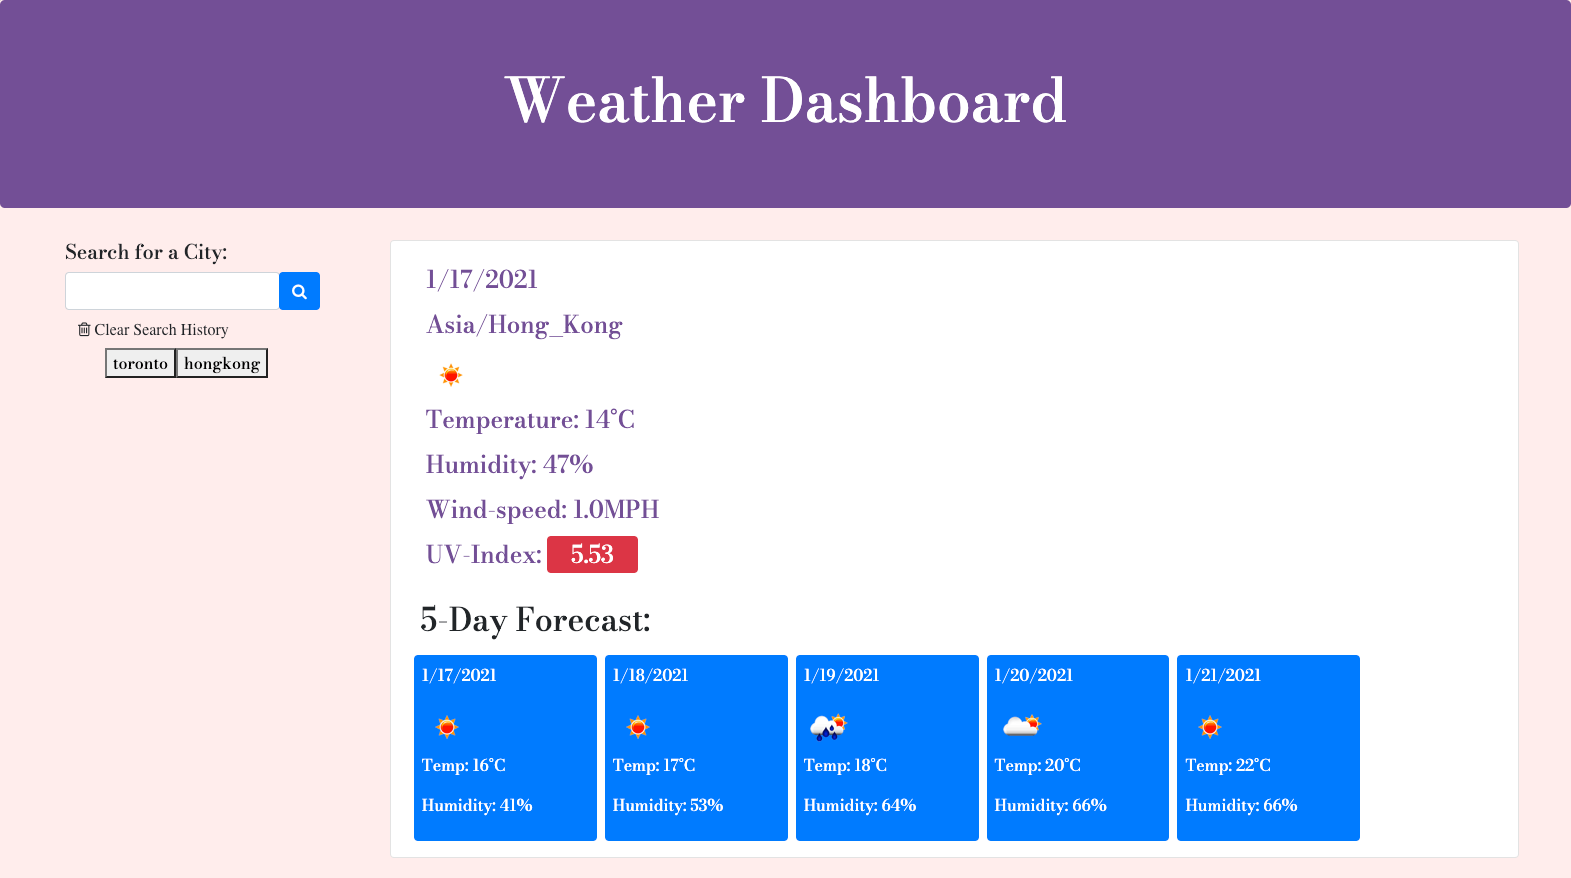 Weather Dashboard
Search for a City:
Clear Search History
toronto hongkong
1/17/2021
Asia/Hong_Kong
Temperature: 14°C
Humidity: 47%
Wind-speed: 1.0MPH
UV-Index: 5.53
5-Day Forecast:
1/17/2021
Temp: 16°C
Humidity: 41%
1/18/2021
Temp: 17°C
Humidity: 53%
1/19/2021
Temp: 18°C
Humidity: 64%
1/20/2021
Temp: 20°C
Humidity: 66%
1/21/2021
Temp: 22°C
Humidity: 66%